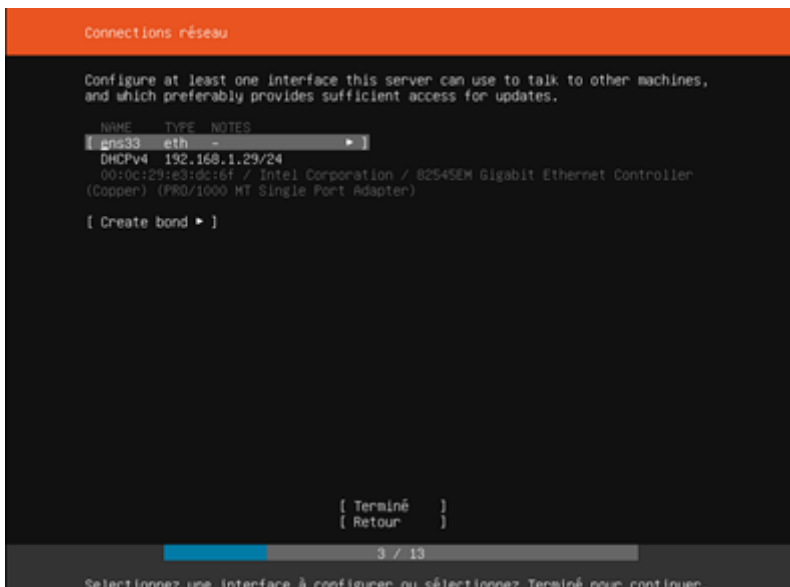 Connections réseau
Configure at least one interface this server can use to talk to other machines,
and which preferably provides sufficient access for updates.
NAME TYPE NOTES
[ ens33 eth - ▸ ]
DHCPv4 192.168.1.29/24
00:0c:29:e3:dc:6f / Intel Corporation / 82545EM Gigabit Ethernet Controller
(Copper) (PRO/1000 MT Single Port Adapter)
[ Create bond ▸ ]
[ Terminé ]
[ Retour ]
3 / 13
Selectionnez une interface à configurer ou sélectionnez Terminé pour continuer